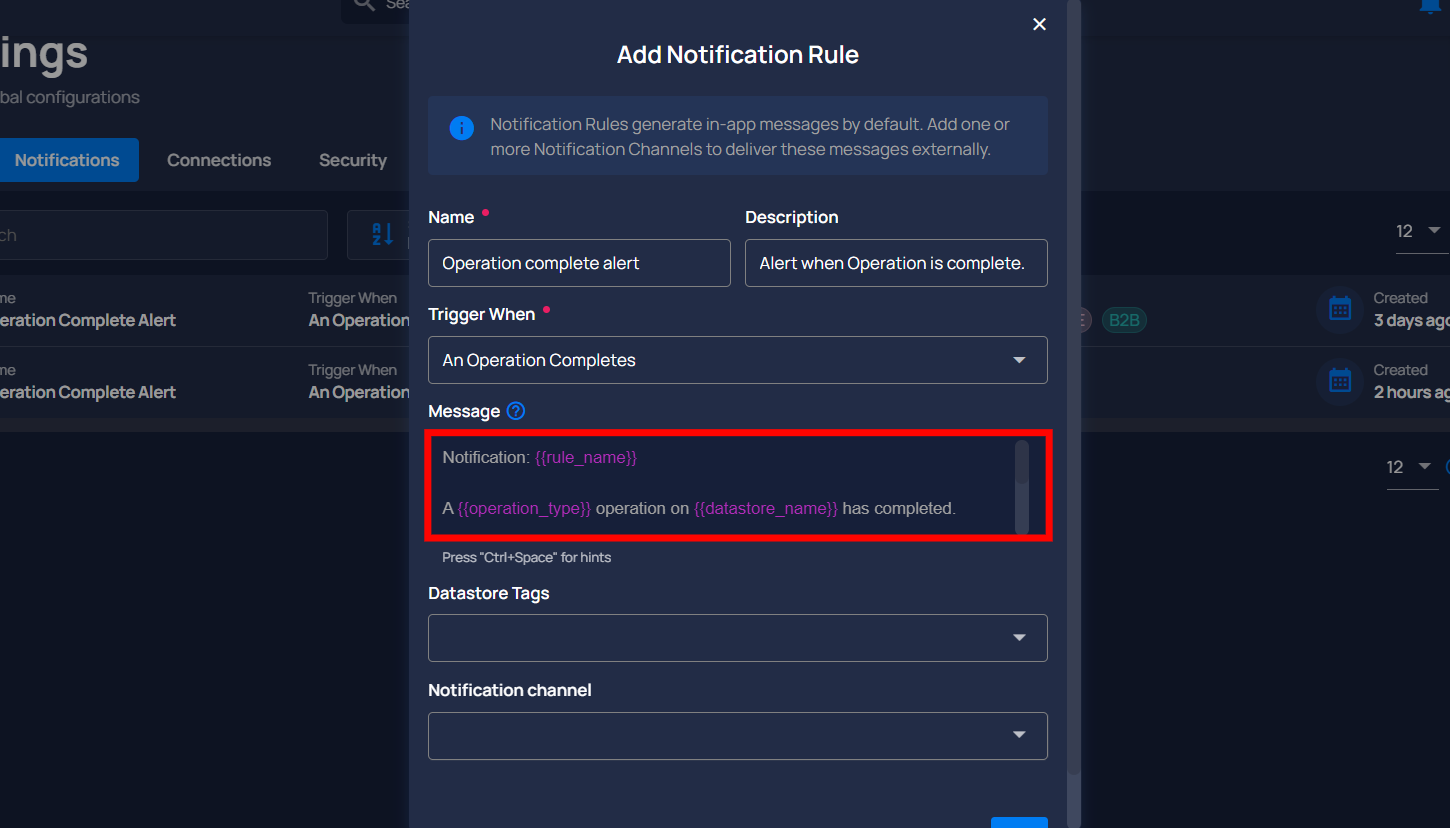 Sea
ings
bal configurations
Notifications
Connections
Security
ch
A
Z
12
me
eration Complete Alert
Trigger When
An Operation
E
B2B
Created
3 days ago
me
eration Complete Alert
Trigger When
An Operation
Created
2 hours ag
12
Add Notification Rule
Notification Rules generate in-app messages by default. Add one or
more Notification Channels to deliver these messages externally.
Name
Description
Operation complete alert
Alert when Operation is complete.
Trigger When
An Operation Completes
Message
Notification: {{rule_name}}
A {{operation_type}} operation on {{datastore_name}} has completed.
Press "Ctrl+Space" for hints
Datastore Tags
Notification channel